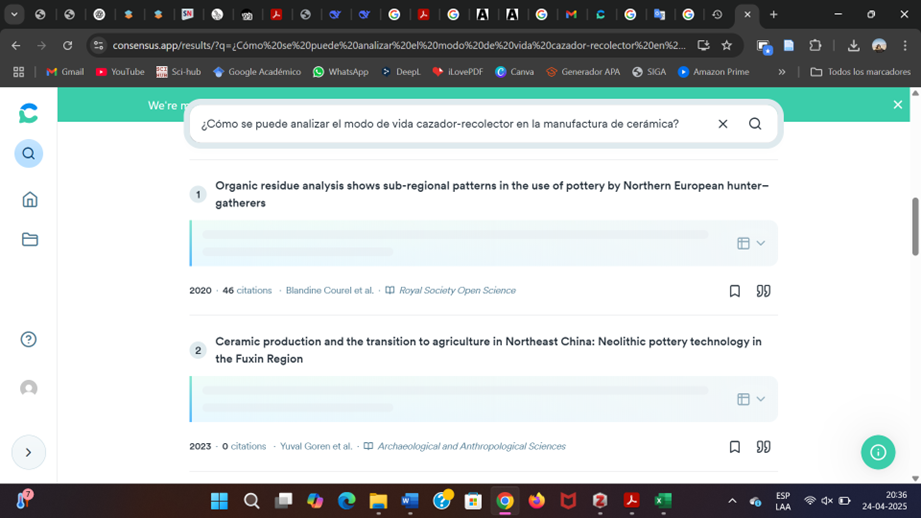 consensus.app/results/?q=¿Cómo%20se%20puede%20analizar%20el%20modo%20de%20vida%20cazador-recolector%20en%20la%20manufactura%20de%20cerámica?... 
Gmail YouTube Sci-hub Google Académico WhatsApp DeepL iLovePDF Canva Generador APA SIGA Amazon Prime » Todos los marcadores
We're m
¿Cómo se puede analizar el modo de vida cazador-recolector en la manufactura de cerámica?
1
Organic residue analysis shows sub-regional patterns in the use of pottery by Northern European hunter–
gatherers
2020 · 46 citations · Blandine Courel et al. · Royal Society Open Science
2
Ceramic production and the transition to agriculture in Northeast China: Neolithic pottery technology in
the Fuxin Region
2023 · 0 citations · Yuval Goren et al. · Archaeological and Anthropological Sciences
7
ESP
LAA
20:36
24-04-2025